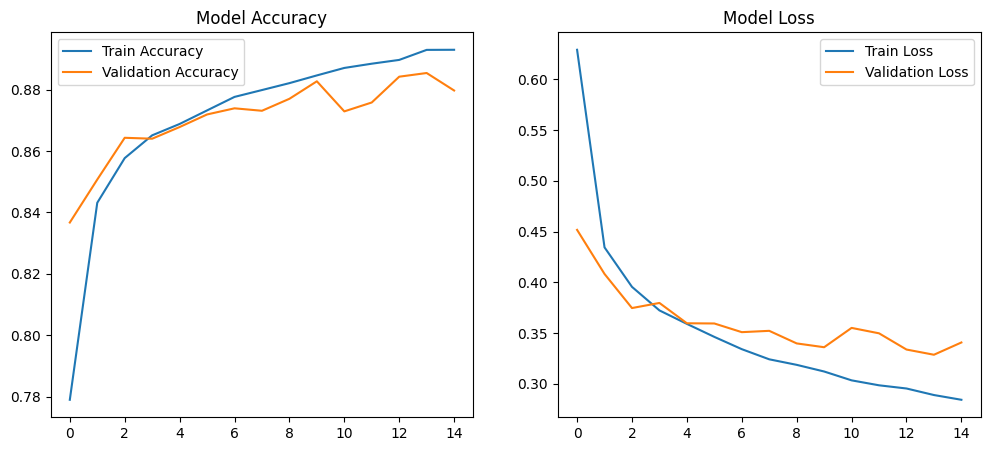 Model Accuracy
Train Accuracy
Validation Accuracy
0.88
0.86
0.84
0.82
0.80
0.78
0 2 4 6 8 10 12 14
Model Loss
Train Loss
Validation Loss
0.60
0.55
0.50
0.45
0.40
0.35
0.30
0 2 4 6 8 10 12 14